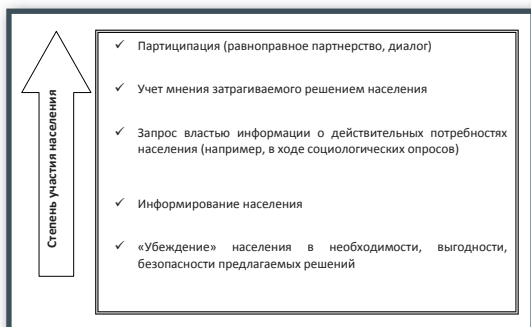 Степень участия населения
✓ Партиципация (равноправное партнерство, диалог)
✓ Учет мнения затрагиваемого решением населения
✓ Запрос властью информации о действительных потребностях
населения (например, в ходе социологических опросов)
✓ Информирование населения
✓ «Убеждение» населения в необходимости, выгодности,
безопасности предлагаемых решений